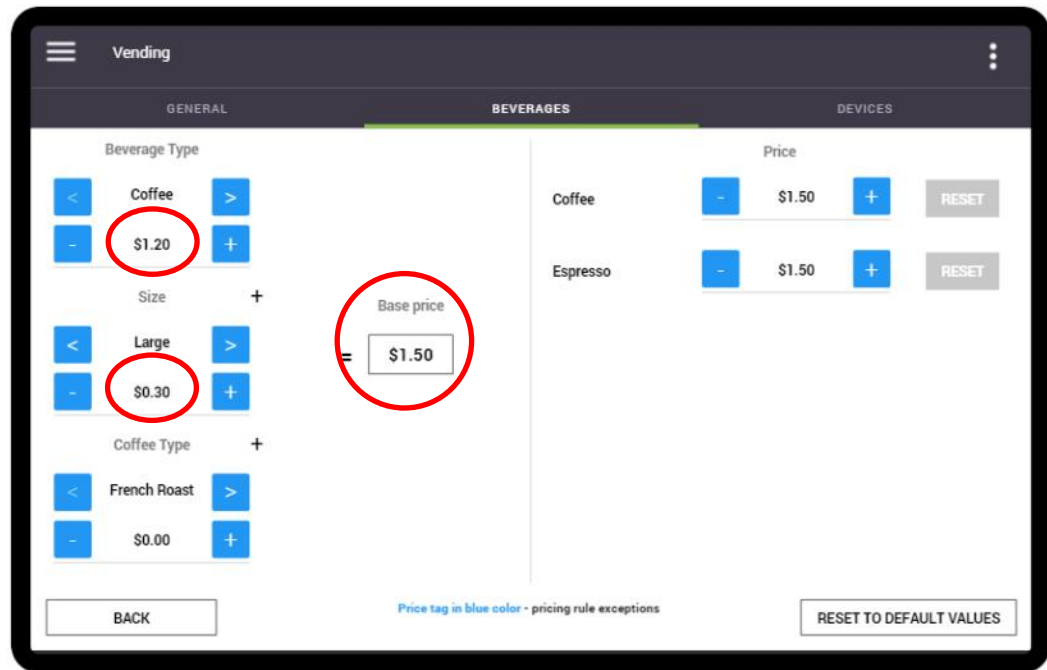 Vending
GENERAL BEVERAGES DEVICES
Beverage Type
< Coffee >
- $1.20 +
Size +
< Large >
- $0.30 +
Coffee Type +
< French Roast >
- $0.00 +
Base price
= $1.50
Price
Coffee - $1.50 + RESET
Espresso - $1.50 + RESET
BACK
Price tag in blue color - pricing rule exceptions
RESET TO DEFAULT VALUES